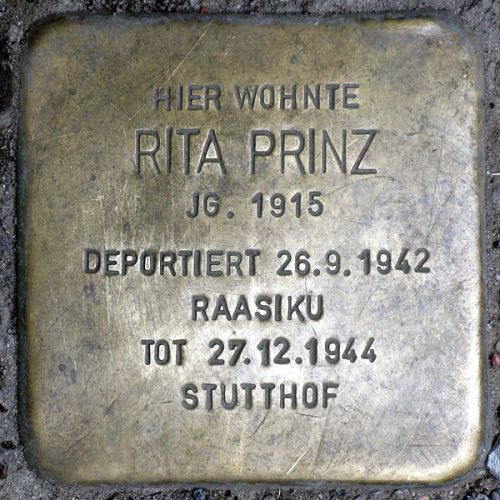 HIER WOHNTE
RITA PRINZ
JG. 1915
DEPORTIERT 26.9.1942
RAASIKU
TOT 27.12.1944
STUTTHOF